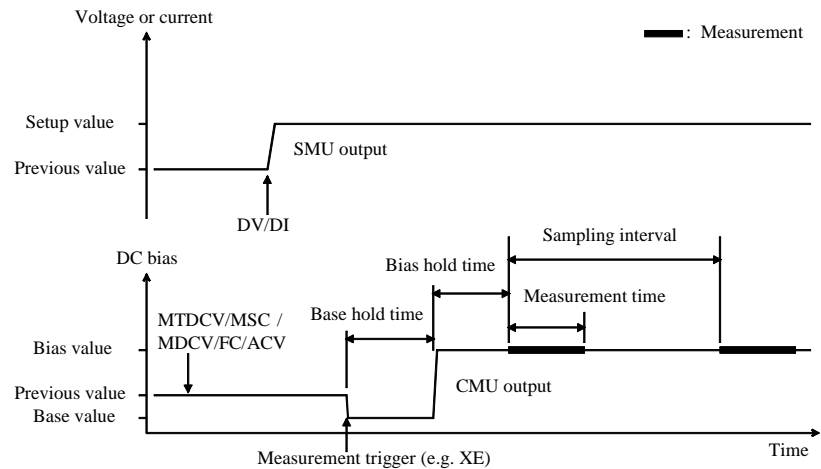 Voltage or current
: Measurement
Setup value
SMU output
Previous value
DV/DI
Sampling interval
DC bias
Bias hold time
Measurement time
MTDCV/MSC /
MDCV/FC/ACV
Base hold time
Bias value
CMU output
Previous value
Base value
Time
Measurement trigger (e.g. XE)